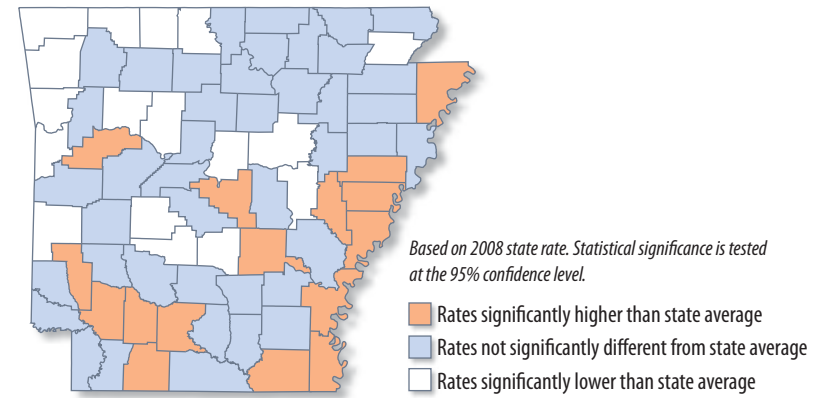 Based on 2008 state rate. Statistical significance is tested
at the 95% confidence level.
Rates significantly higher than state average
Rates not significantly different from state average
Rates significantly lower than state average